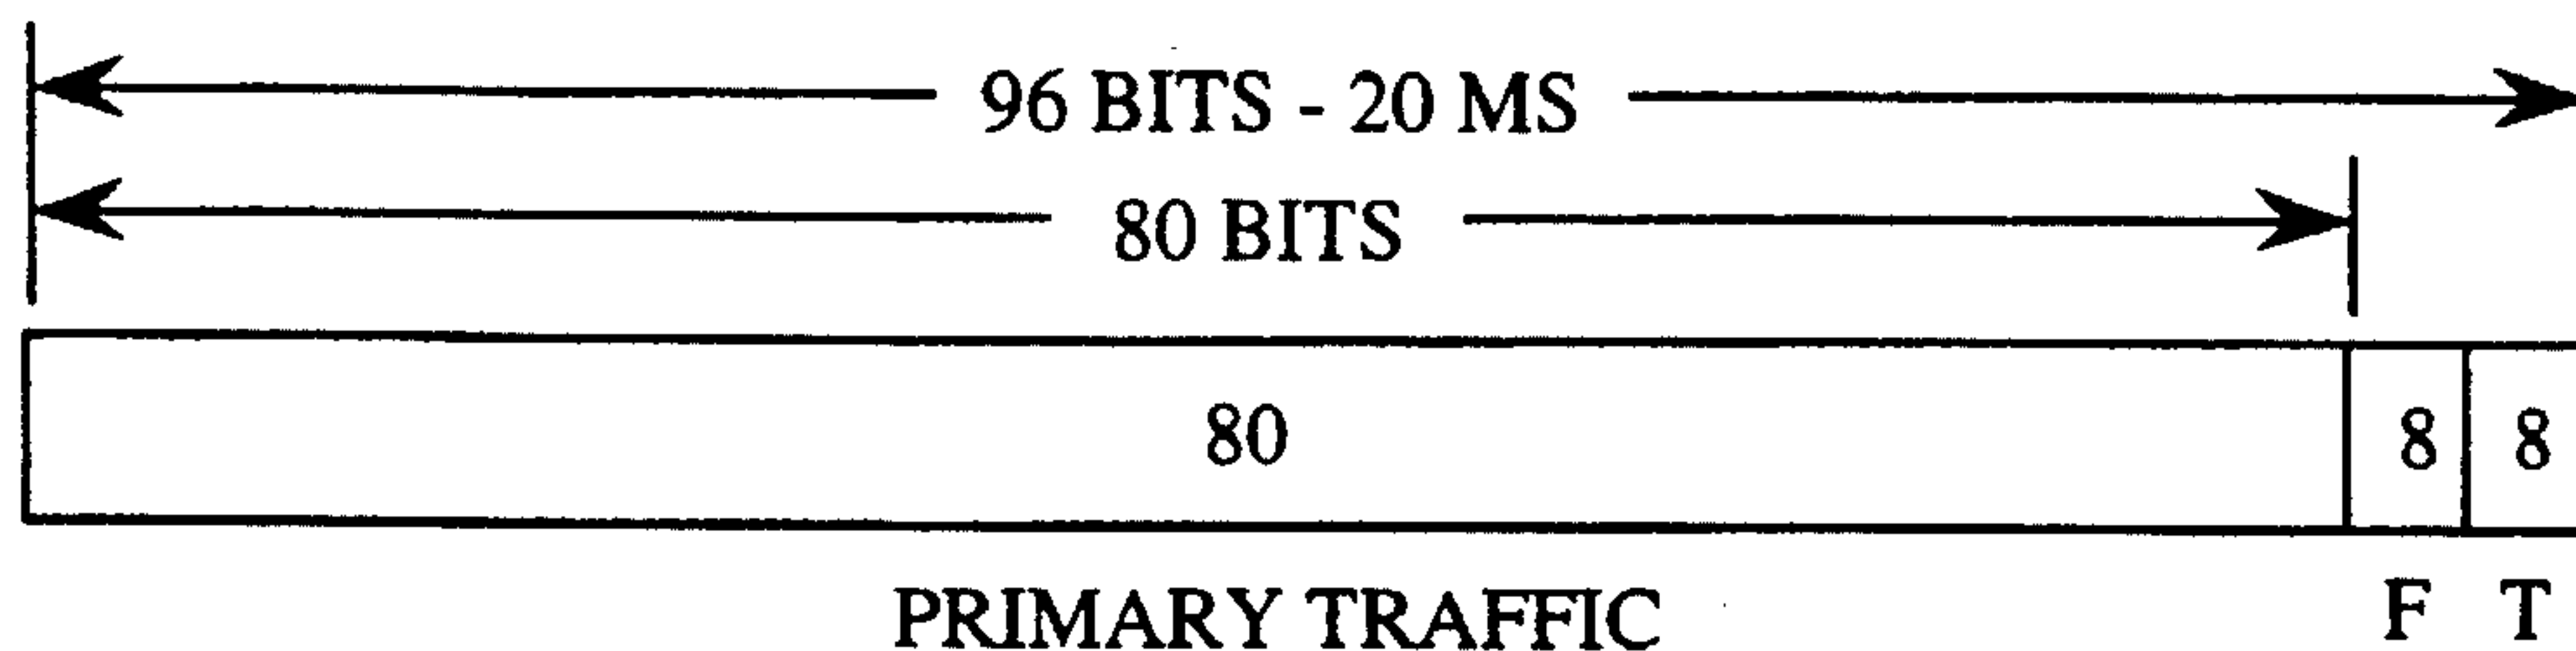 96 BITS - 20 MS
80 BITS
80 8 8
PRIMARY TRAFFIC F T